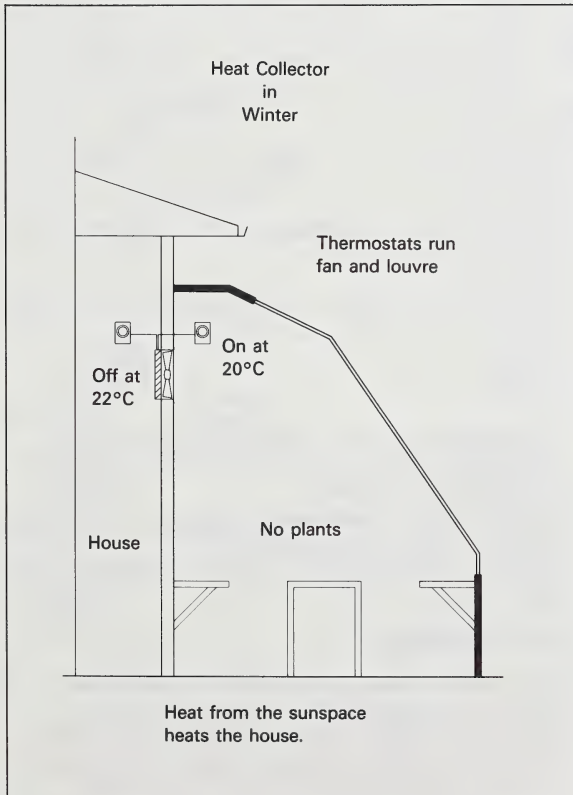 Heat Collector
in
Winter
Thermostats run
fan and louvre
On at
20°C
Off at
22°C
House
No plants
Heat from the sunspace
heats the house.